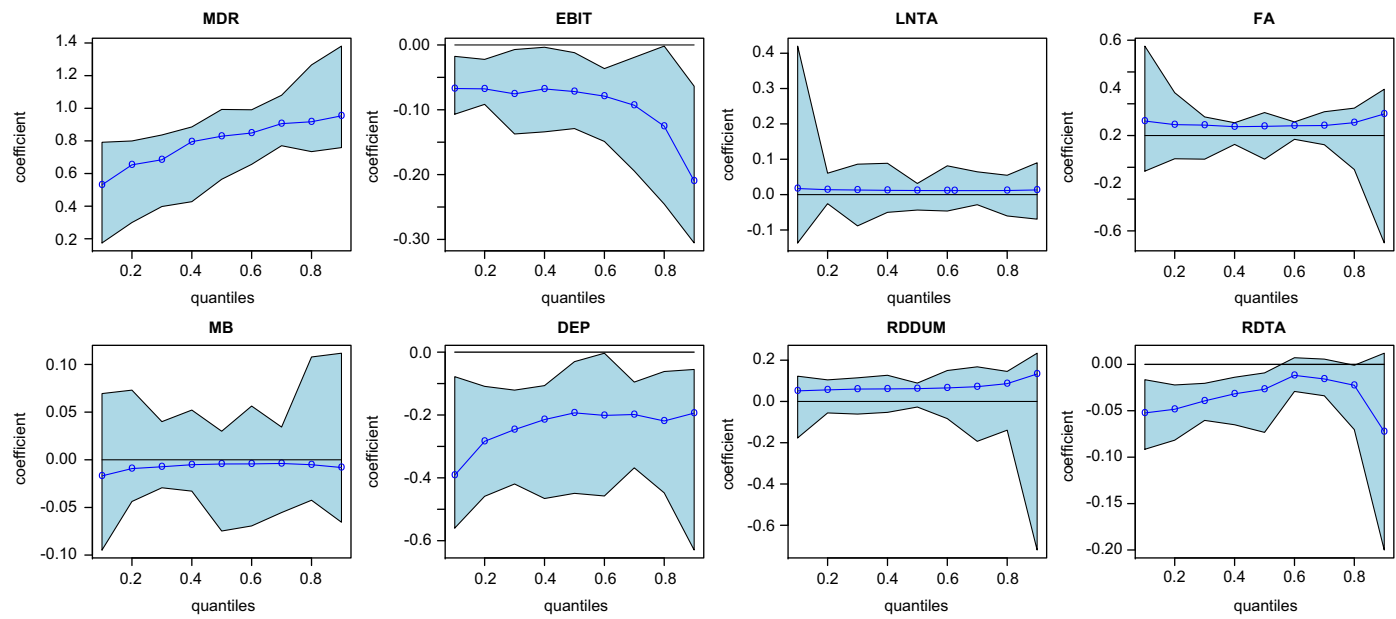 MDR
coefficient
1.4
1.2
1.0
0.8
0.6
0.4
0.2
0.2 0.4 0.6 0.8
quantiles
EBIT
coefficient
0.00
-0.10
-0.20
-0.30
0.2 0.4 0.6 0.8
quantiles
LNTA
coefficient
0.4
0.3
0.2
0.1
0.0
-0.1
0.2 0.4 0.6 0.8
quantiles
FA
coefficient
0.6
0.4
0.2
-0.2
-0.6
0.2 0.4 0.6 0.8
quantiles
MB
coefficient
0.10
0.05
0.00
-0.05
-0.10
0.2 0.4 0.6 0.8
quantiles
DEP
coefficient
0.0
-0.2
-0.4
-0.6
0.2 0.4 0.6 0.8
quantiles
RDDUM
coefficient
0.2
0.0
-0.2
-0.6
0.2 0.4 0.6 0.8
quantiles
RDTA
coefficient
0.00
-0.05
-0.10
-0.15
-0.20
0.2 0.4 0.6 0.8
quantiles